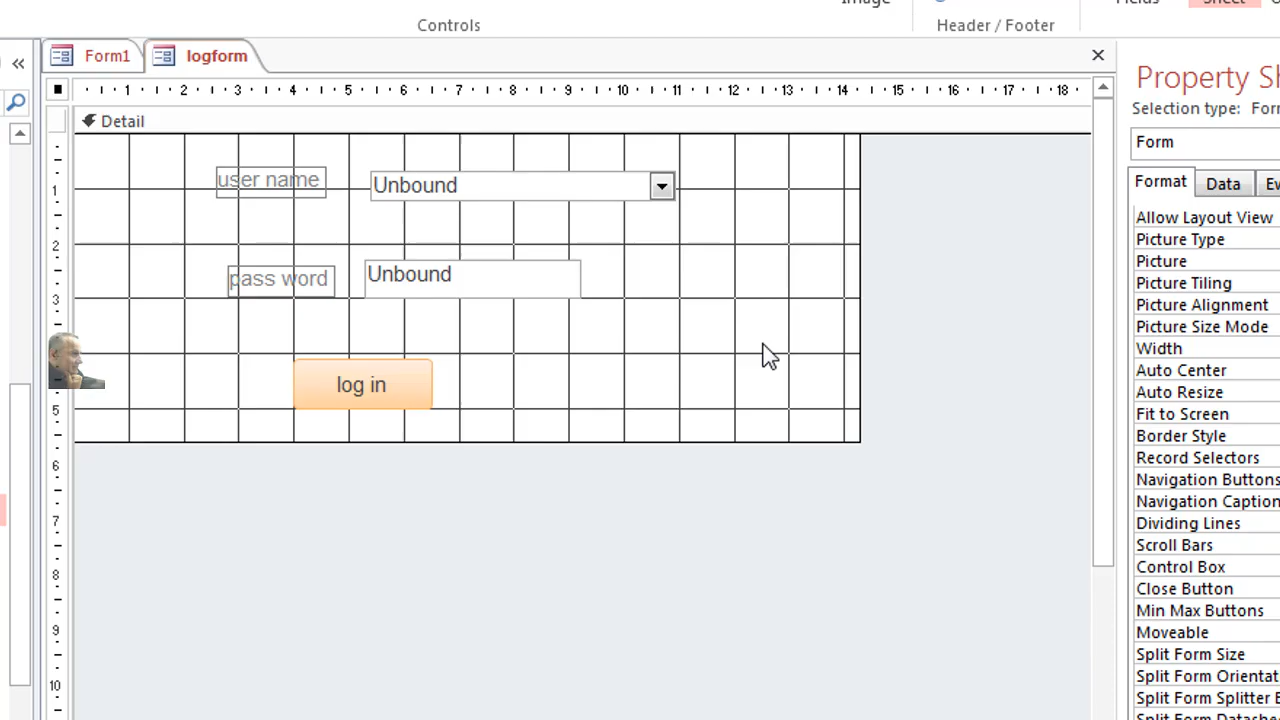 Controls
Header / Footer
Form1
logform
1 2 3 4 5 6 7 8 9 10 11 12 13 14 15 16 17 18
Detail
user name
Unbound
pass word
Unbound
log in
1
2
3
5
6
7
8
9
10
Property Sh
Selection type: Form
Form
Format
Data
Ev
Allow Layout View
Picture Type
Picture
Picture Tiling
Picture Alignment
Picture Size Mode
Width
Auto Center
Auto Resize
Fit to Screen
Border Style
Record Selectors
Navigation Buttons
Navigation Caption
Dividing Lines
Scroll Bars
Control Box
Close Button
Min Max Buttons
Moveable
Split Form Size
Split Form Orientat
Split Form Splitter B